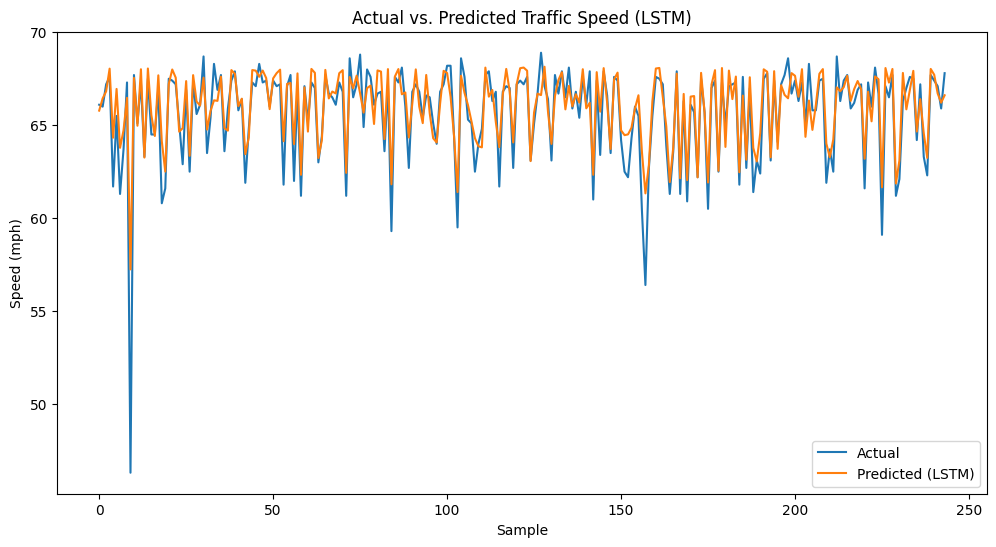 Actual vs. Predicted Traffic Speed (LSTM)
70
65
60
55
50
Speed (mph)
Actual
Predicted (LSTM)
0
50
100
150
200
250
Sample